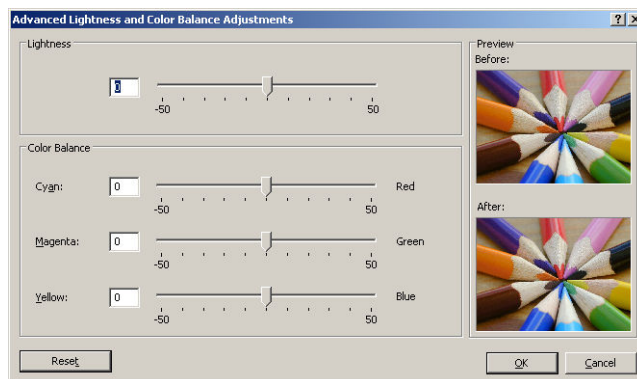 Advanced Lightness and Color Balance Adjustments
Lightness
0
-50 50
Color Balance
Cyan: 0 Red
-50 50
Magenta: 0 Green
-50 50
Yellow: 0 Blue
-50 50
Preview
Before:
After:
Reset
OK Cancel